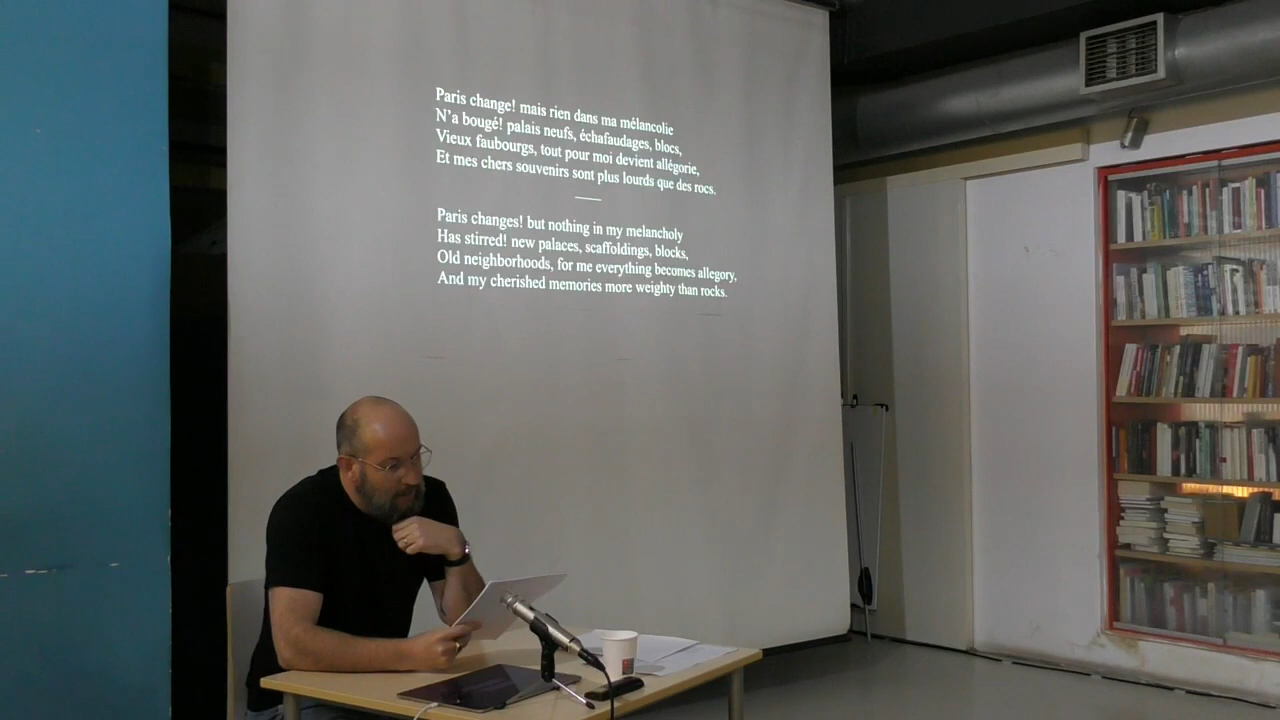 Paris change! mais rien dans ma mélancolie
N'a bougé! palais neufs, échafaudages, blocs,
Vieux faubourgs, tout pour moi devient allégorie,
Et mes chers souvenirs sont plus lourds que des rocs.
Paris changes! but nothing in my melancholy
Has stirred! new palaces, scaffoldings, blocks,
Old neighborhoods, for me everything becomes allegory,
And my cherished memories more weighty than rocks.